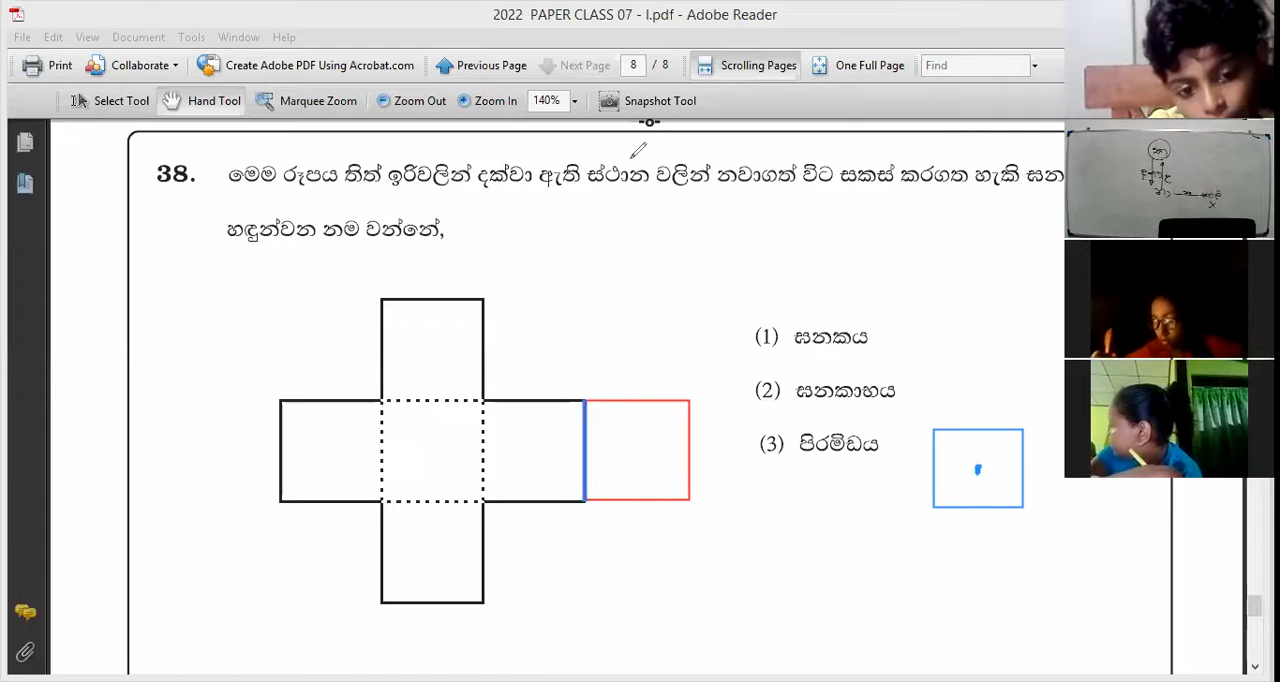 2022 PAPER CLASS 07 - I.pdf - Adobe Reader
File Edit View Document Tools Window Help
Print Collaborate Create Adobe PDF Using Acrobat.com Previous Page Next Page 8 / 8 Scrolling Pages One Full Page Find
Select Tool Hand Tool Marquee Zoom Zoom Out Zoom In 140% Snapshot Tool
-8-
38. මෙම රූපය තිත් ඉරිවලින් දක්වා ඇති ස්ථාන වලින් නවාගත් විට සකස් කරගත හැකි ඝන
හඳුන්වන නම වන්නේ,
(1) ඝනකය
(2) ඝනකාභය
(3) පිරමිඩය